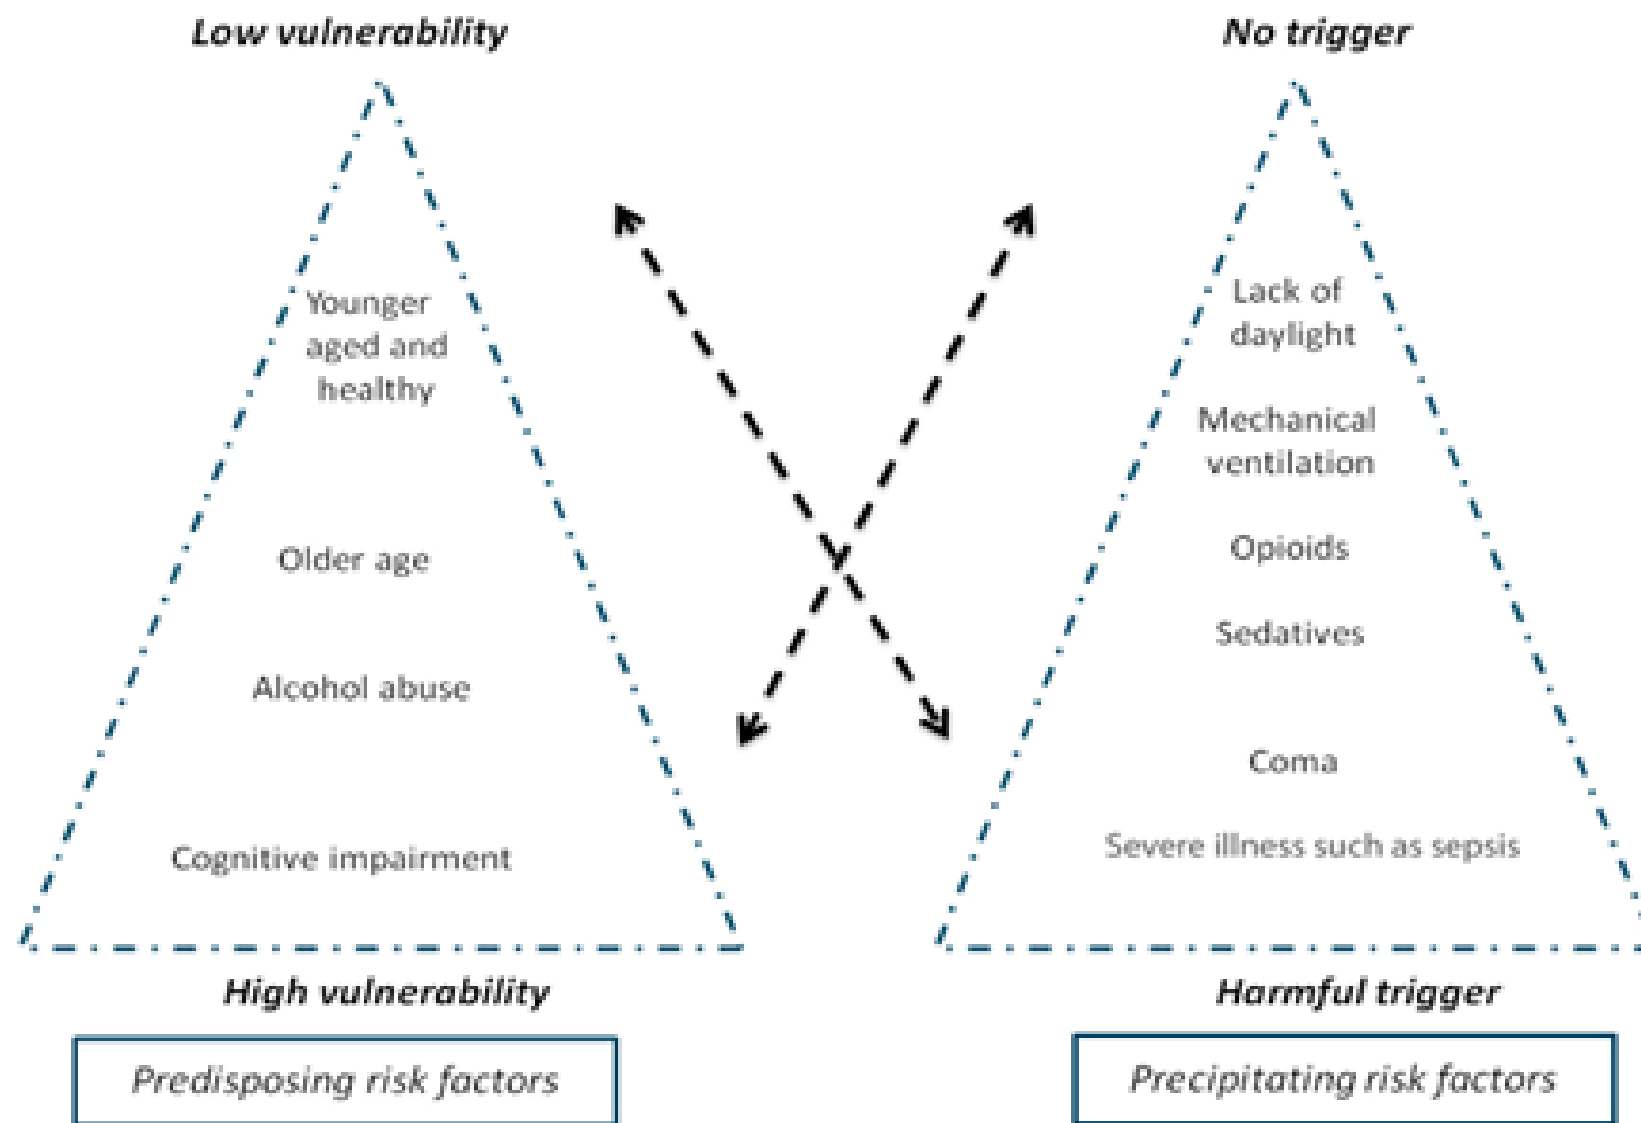 Low vulnerability
Younger
aged and
healthy
Older age
Alcohol abuse
Cognitive impairment
High vulnerability
Predisposing risk factors
No trigger
Lack of
daylight
Mechanical
ventilation
Opioids
Sedatives
Coma
Severe illness such as sepsis
Harmful trigger
Precipitating risk factors